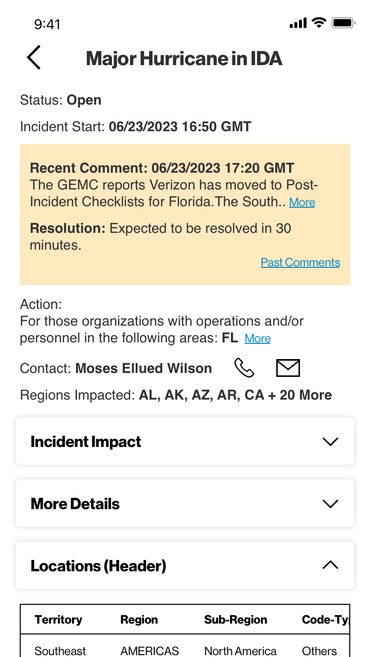 9:41
Major Hurricane in IDA
Status: Open
Incident Start: 06/23/2023 16:50 GMT
Recent Comment: 06/23/2023 17:20 GMT
The GEMC reports Verizon has moved to Post-
Incident Checklists for Florida.The South.. More
Resolution: Expected to be resolved in 30
minutes.
Past Comments
Action:
For those organizations with operations and/or
personnel in the following areas: FL More
Contact: Moses Ellued Wilson
Regions Impacted: AL, AK, AZ, AR, CA + 20 More
Incident Impact
More Details
Locations (Header)
Territory Region Sub-Region Code-Ty
Southeast AMERICAS North America Others